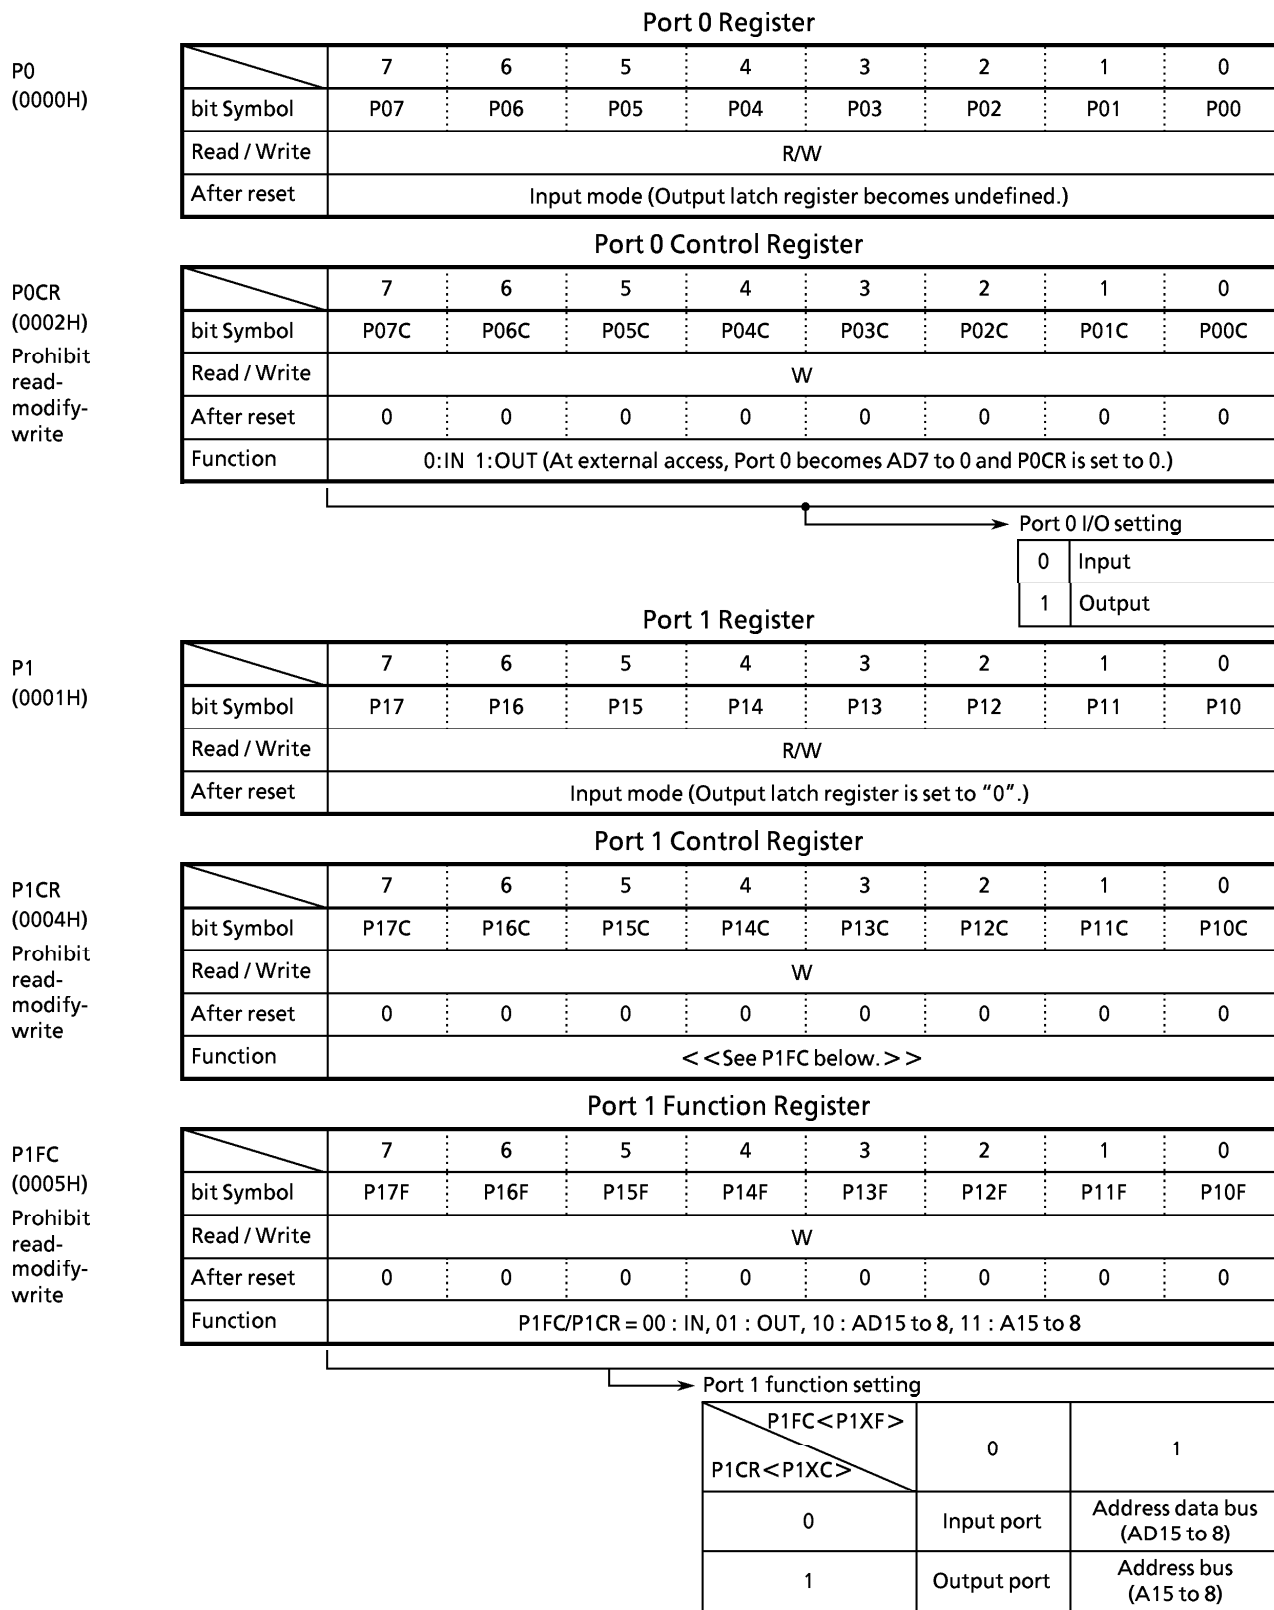 Port 0 Register
P0
(0000H)
7 6 5 4 3 2 1 0
bit Symbol P07 P06 P05 P04 P03 P02 P01 P00
Read / Write R/W
After reset Input mode (Output latch register becomes undefined.)
Port 0 Control Register
P0CR
(0002H)
Prohibit
read-
modify-
write
7 6 5 4 3 2 1 0
bit Symbol P07C P06C P05C P04C P03C P02C P01C P00C
Read / Write W
After reset 0 0 0 0 0 0 0 0
Function 0:IN 1:OUT (At external access, Port 0 becomes AD7 to 0 and P0CR is set to 0.)
Port 0 I/O setting
0 Input
1 Output
Port 1 Register
P1
(0001H)
7 6 5 4 3 2 1 0
bit Symbol P17 P16 P15 P14 P13 P12 P11 P10
Read / Write R/W
After reset Input mode (Output latch register is set to “0”.)
Port 1 Control Register
P1CR
(0004H)
Prohibit
read-
modify-
write
7 6 5 4 3 2 1 0
bit Symbol P17C P16C P15C P14C P13C P12C P11C P10C
Read / Write W
After reset 0 0 0 0 0 0 0 0
Function <<See P1FC below.>>
Port 1 Function Register
P1FC
(0005H)
Prohibit
read-
modify-
write
7 6 5 4 3 2 1 0
bit Symbol P17F P16F P15F P14F P13F P12F P11F P10F
Read / Write W
After reset 0 0 0 0 0 0 0 0
Function P1FC/P1CR = 00 : IN, 01 : OUT, 10 : AD15 to 8, 11 : A15 to 8
Port 1 function setting
P1FC<P1XF> 0 1
P1CR<P1XC>
0 Input port Address data bus
(AD15 to 8)
1 Output port Address bus
(A15 to 8)